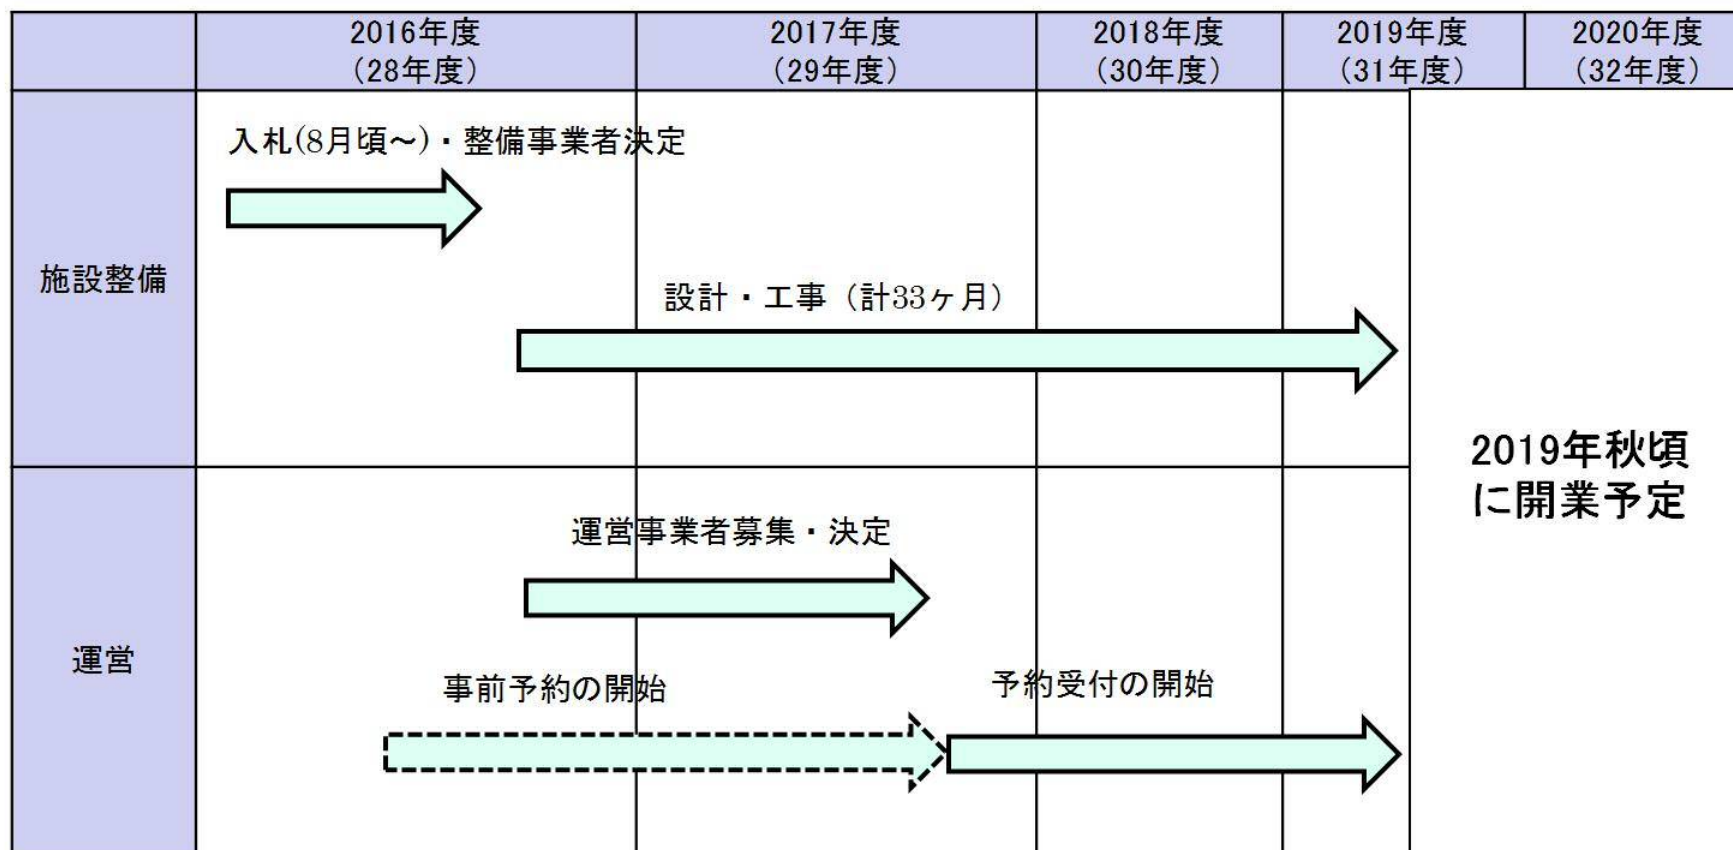 2016年度
（28年度）
2017年度
（29年度）
2018年度
（30年度）
2019年度
（31年度）
2020年度
（32年度）
施設整備
入札(8月頃～)・整備事業者決定
設計・工事（計33ヶ月）
2019年秋頃
に開業予定
運営
運営事業者募集・決定
事前予約の開始
予約受付の開始